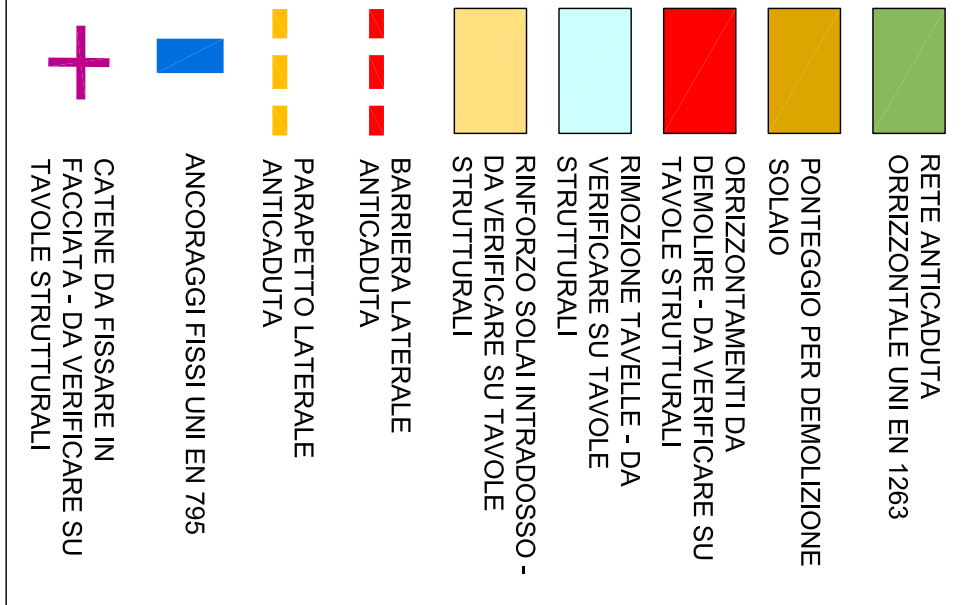 RETE ANTICADUTA
ORRIZZONTALE UNI EN 1263
PONTEGGIO PER DEMOLIZIONE
SOLAIO
ORRIZZONTAMENTI DA
DEMOLIRE - DA VERIFICARE SU
TAVOLE STRUTTURALI
RIMOZIONE TAVELLE - DA
VERIFICARE SU TAVOLE
STRUTTURALI
RINFORZO SOLAI INTRADOSSO -
DA VERIFICARE SU TAVOLE
STRUTTURALI
BARRIERA LATERALE
ANTICADUTA
PARAPETTO LATERALE
ANTICADUTA
ANCORAGGI FISSI UNI EN 795
CATENE DA FISSARE IN
FACCIATA - DA VERIFICARE SU
TAVOLE STRUTTURALI